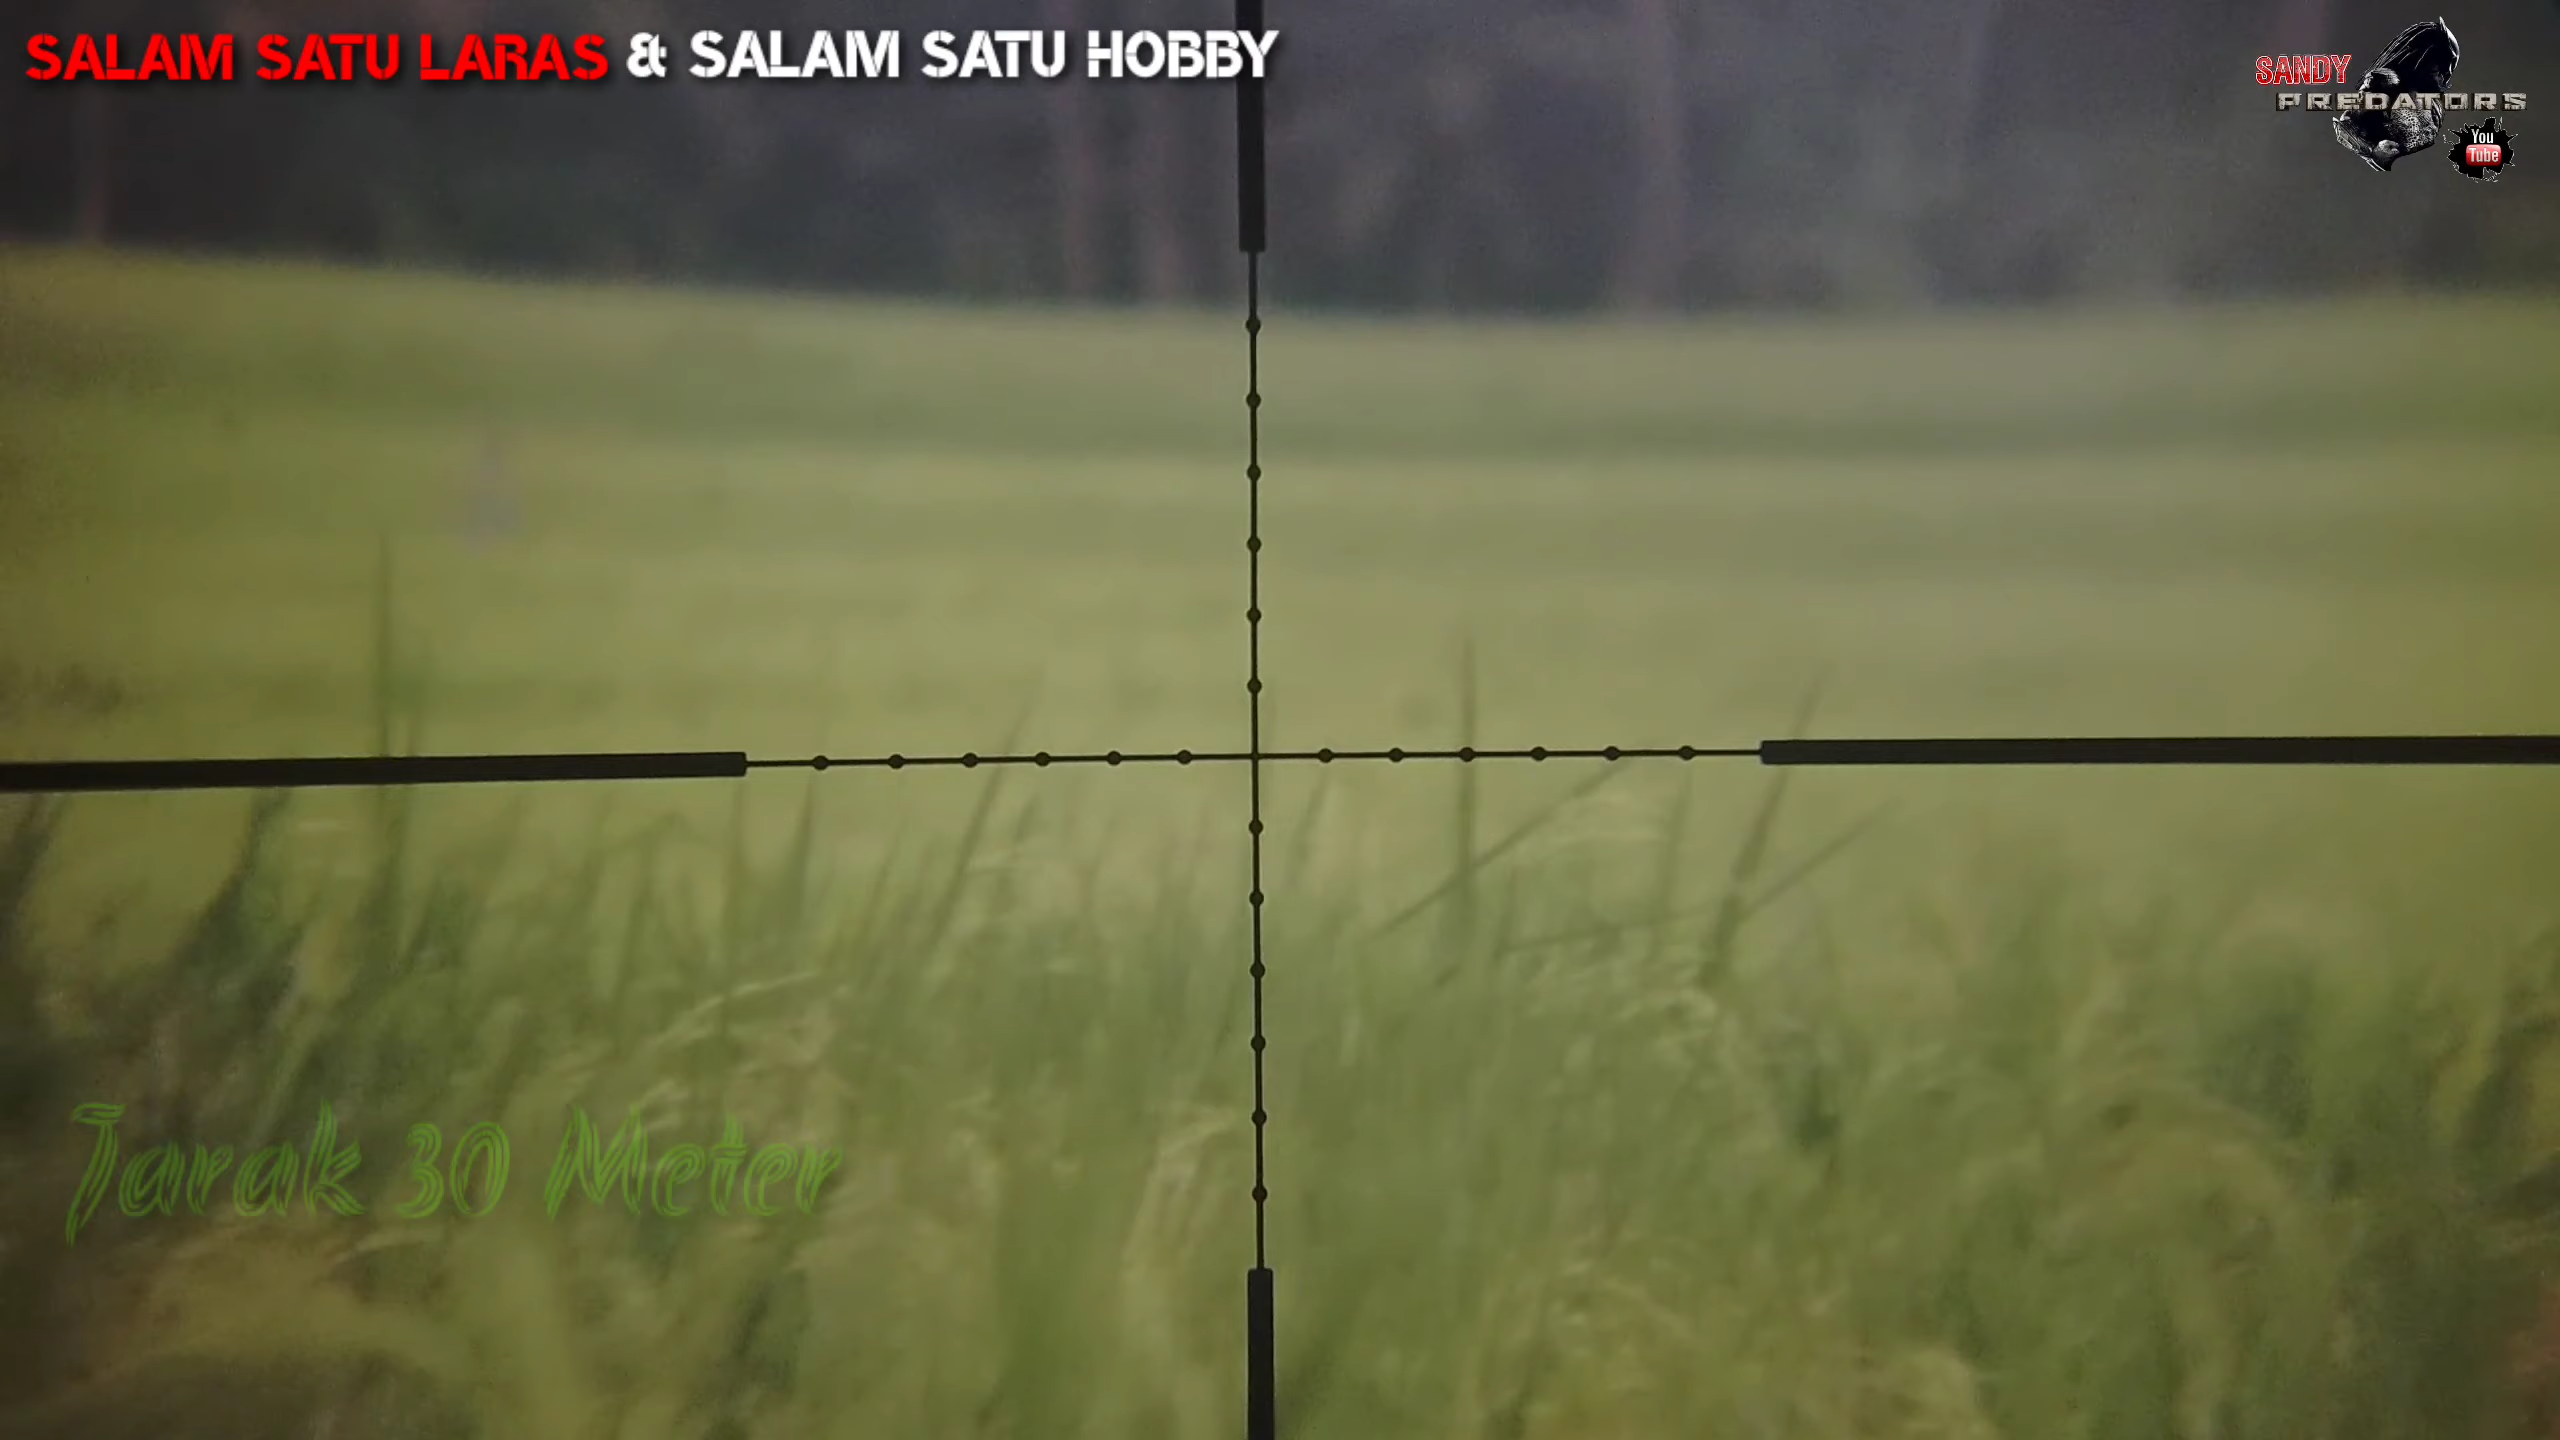 SALAM SATU LARAS & SALAM SATU HOBBY
SANDY
PREDATORS
You
Tube
Jarak 30 Meter